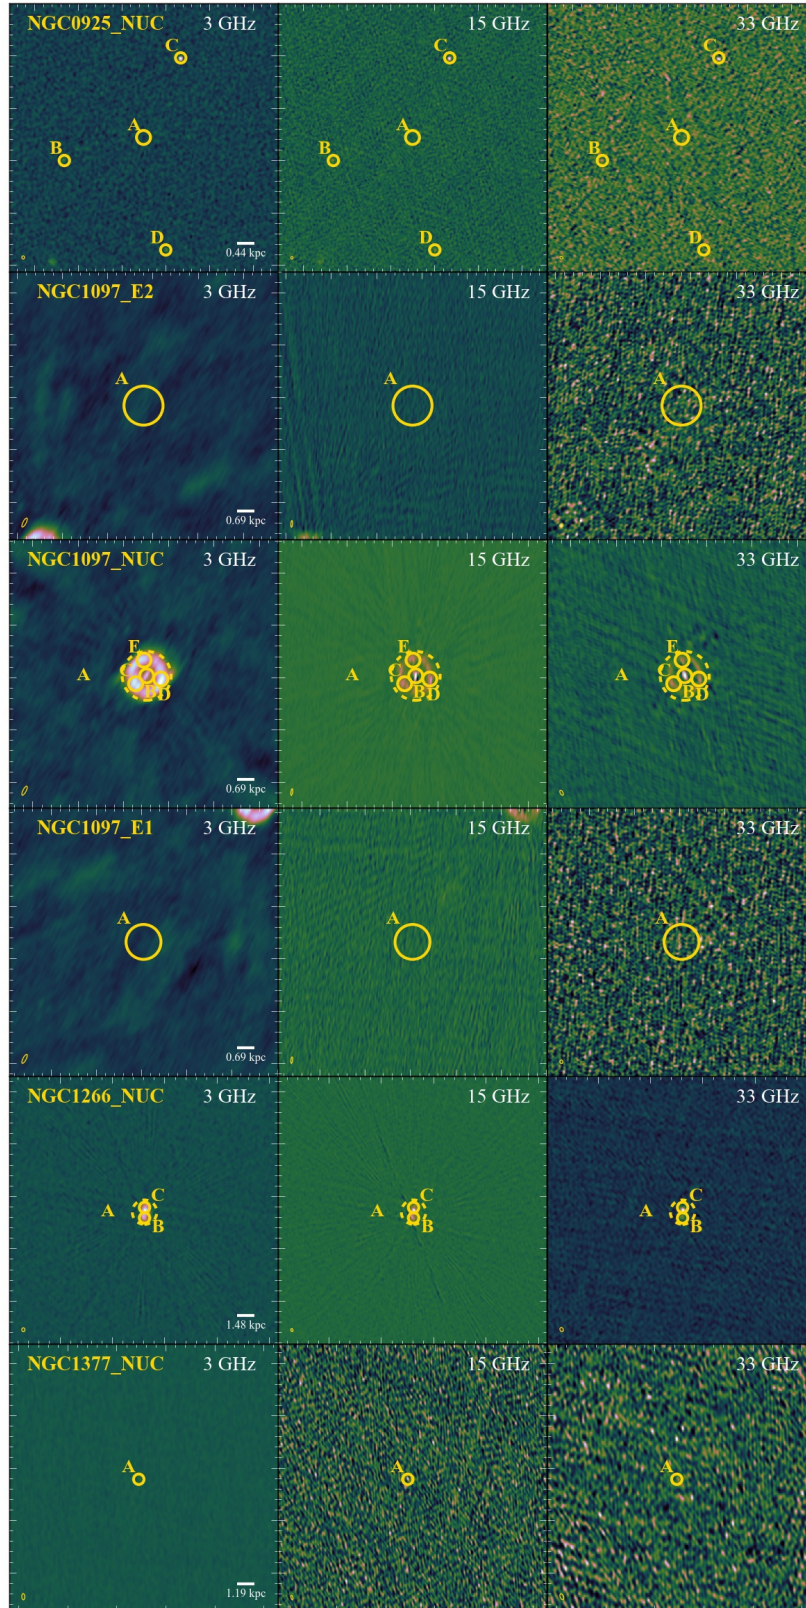 NGC0925_NUC 3 GHz 15 GHz 33 GHz
C C C
A A A
B B B
D D D
0.44 kpc
NGC1097_E2 3 GHz 15 GHz 33 GHz
A A A
0.69 kpc
NGC1097_NUC 3 GHz 15 GHz 33 GHz
E E E
A C A C A C
B D B D B D
0.69 kpc
NGC1097_E1 3 GHz 15 GHz 33 GHz
A A A
0.69 kpc
NGC1266_NUC 3 GHz 15 GHz 33 GHz
C C C
A A A
B B B
1.48 kpc
NGC1377_NUC 3 GHz 15 GHz 33 GHz
A A A
1.19 kpc